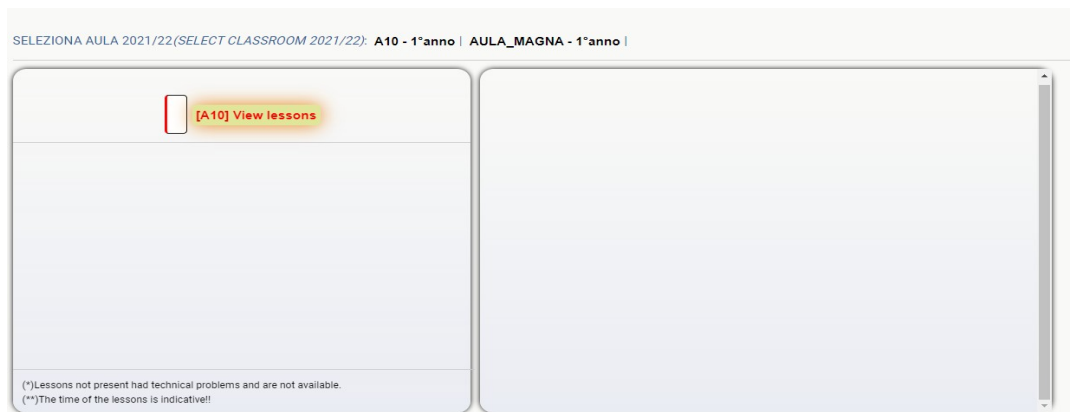 SELEZIONA AULA 2021/22(SELECT CLASSROOM 2021/22): A10 - 1°anno | AULA_MAGNA - 1°anno |
[A10] View lessons
(*)Lessons not present had technical problems and are not available.
(**)The time of the lessons is indicative!!